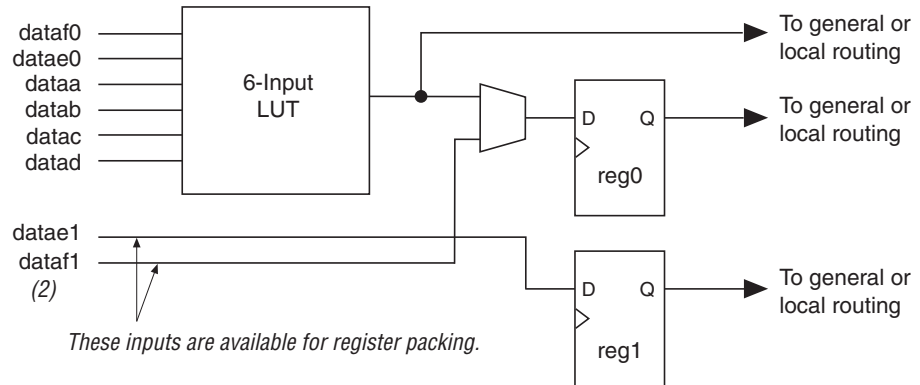 dataf0
datae0
dataa
datab
datac
datad
6-Input
LUT
To general or
local routing
D
Q
reg0
To general or
local routing
datae1
dataf1
(2)
These inputs are available for register packing.
D
Q
reg1
To general or
local routing